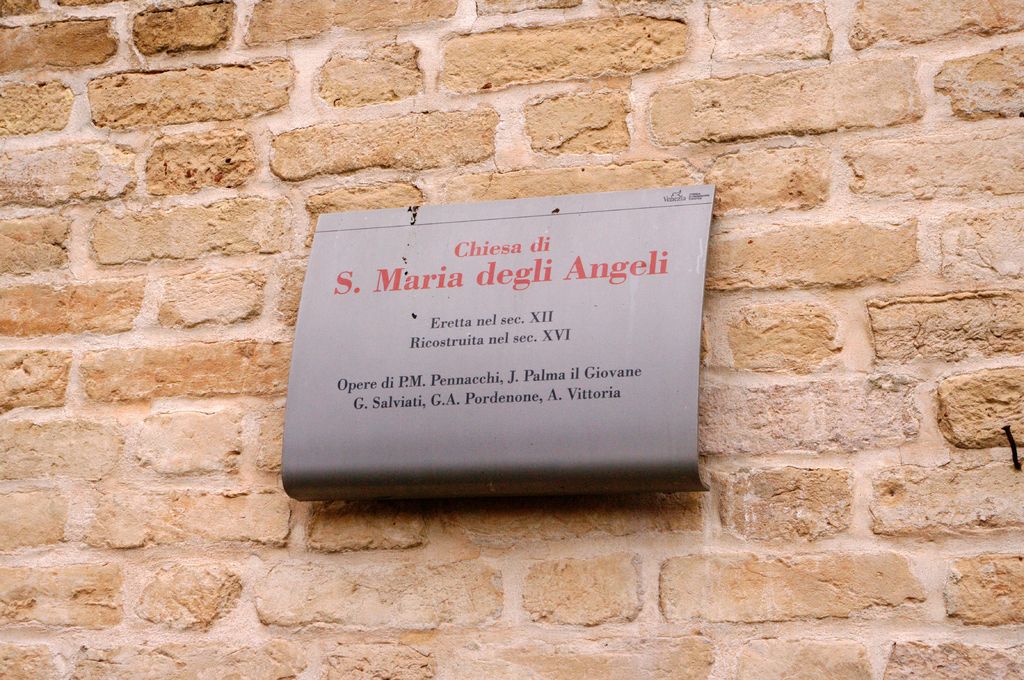 Venezia
Chiesa di
S. Maria degli Angeli
Eretta nel sec. XII
Ricostruita nel sec. XVI
Opere di P.M. Pennacchi, J. Palma il Giovane
G. Salviati, G.A. Pordenone, A. Vittoria